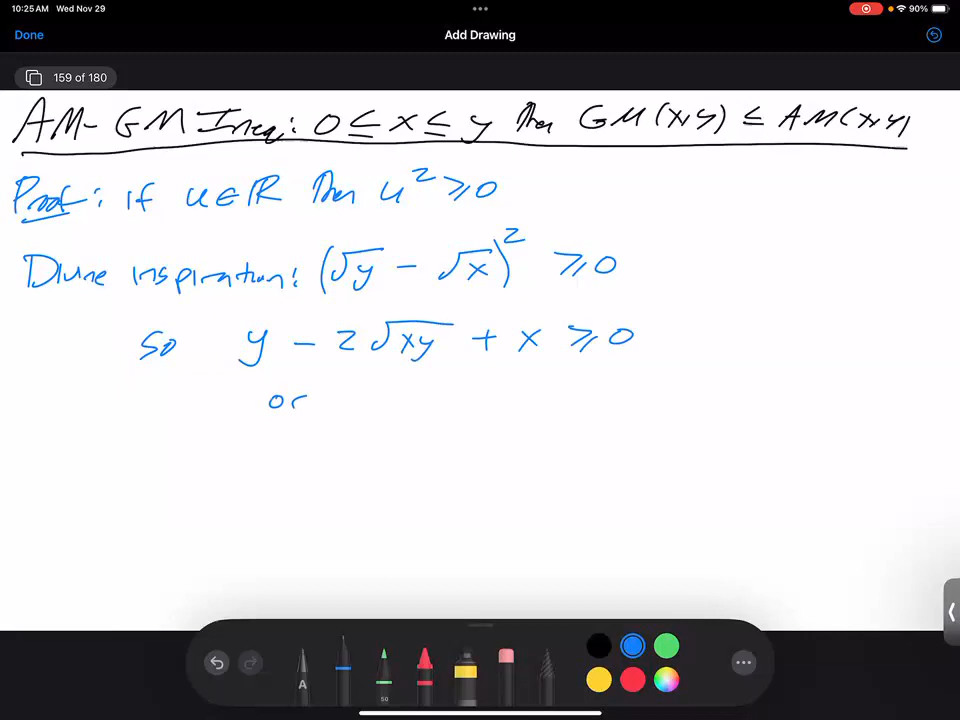 10:25 AM Wed Nov 29
90%
Done
Add Drawing
159 of 180
AM-GM Ineq: 0 ≤ x ≤ y then GM(x,y) ≤ AM(x,y)
Proof: if u∈ℝ then u² ≥ 0
Divine inspiration: (√y − √x)² ≥ 0
so y − 2√xy + x ≥ 0
or
A
50